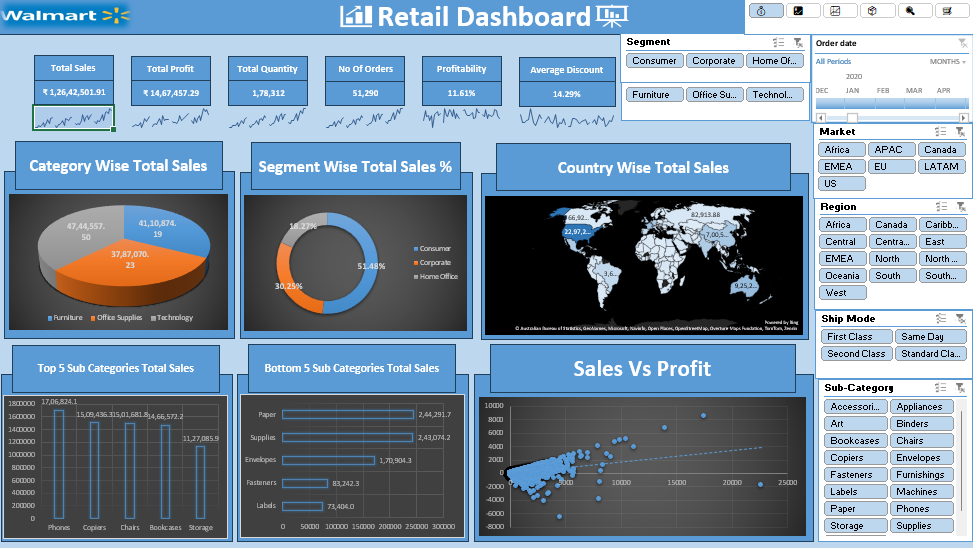 Walmart
Retail Dashboard
Total Sales
₹ 1,26,42,501.91
Total Profit
₹ 14,67,457.29
Total Quantity
1,78,312
No Of Orders
51,290
Profitability
11.61%
Average Discount
14.29%
Segment
Consumer
Corporate
Home Of...
Furniture
Office Su...
Technol...
Order date
All Periods
MONTHS
2020
DEC JAN FEB MAR APR
Market
Africa APAC Canada
EMEA EU LATAM
US
Region
Africa Canada Caribb...
Central Centra... East
EMEA North North ...
Oceania South South...
West
Ship Mode
First Class Same Day
Second Class Standard Cla...
Sub-Category
Accessori... Appliances
Art Binders
Bookcases Chairs
Copiers Envelopes
Fasteners Furnishings
Labels Machines
Paper Phones
Storage Supplies
Category Wise Total Sales
47,44,557.
50
41,10,874.
19
37,87,070.
23
Furniture Office Supplies Technology
Segment Wise Total Sales %
18.27%
51.48%
30.25%
Consumer
Corporate
Home Office
Country Wise Total Sales
66,92...
82,913.88
22,97,2...
7,00,5...
3,6...
9,25,2...
Powered by Bing
© Australian Bureau of Statistics, GeoNames, Microsoft, Navinfo, Open Places, OpenStreetMap, Overture Maps Fundation, TomTom, Zenrin
Top 5 Sub Categories Total Sales
1800000
1600000
1400000
1200000
1000000
800000
600000
400000
200000
0
17,06,824.1
15,09,436.3
15,01,681.8
14,66,572.2
11,27,085.9
Phones Copiers Chairs Bookcases Storage
Bottom 5 Sub Categories Total Sales
Paper 2,44,291.7
Supplies 2,43,074.2
Envelopes 1,70,904.3
Fasteners 83,242.3
Labels 73,404.0
0 50000 100000 150000 200000 250000 300000
Sales Vs Profit
10000
8000
6000
4000
2000
0
-2000
-4000
-6000
-8000
0 5000 10000 15000 20000 25000